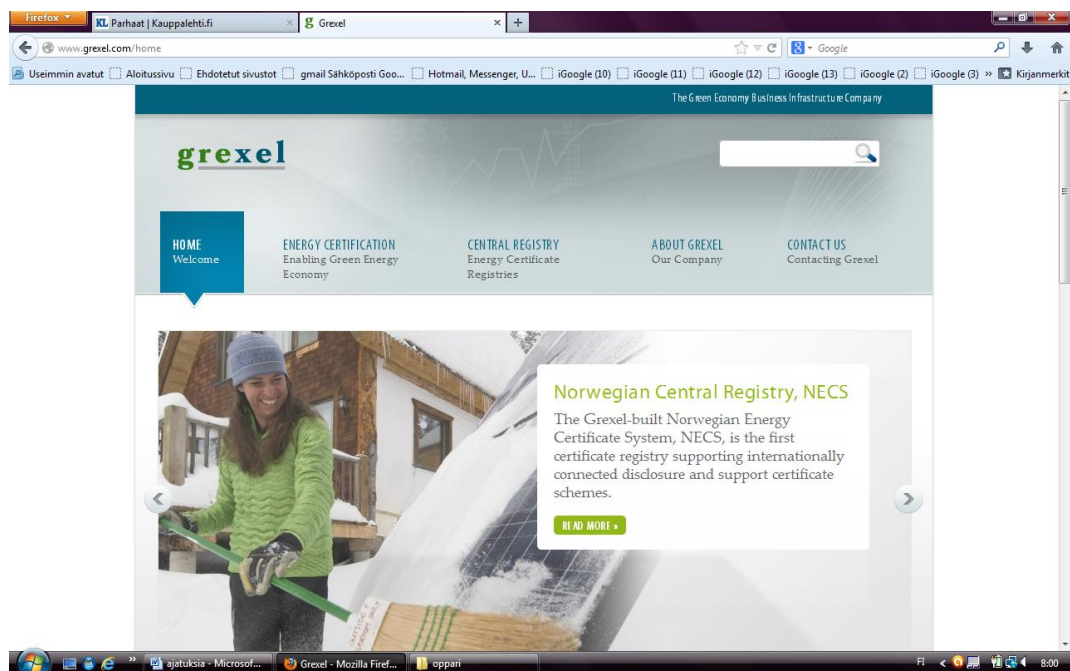 Firefox
KL Parhaat | Kauppalehti.fi
g Grexel
www.grexel.com/home
Google
Useimmin avatut
Aloitussivu
Ehdotetut sivustot
gmail Sähköposti Goo...
Hotmail, Messenger, U...
iGoogle (10)
iGoogle (11)
iGoogle (12)
iGoogle (13)
iGoogle (2)
iGoogle (3)
Kirjanmerkit
The Green Economy Business Infrastructure Company
grexel
HOME
Welcome
ENERGY CERTIFICATION
Enabling Green Energy
Economy
CENTRAL REGISTRY
Energy Certificate
Registries
ABOUT GREXEL
Our Company
CONTACT US
Contacting Grexel
Norwegian Central Registry, NECS
The Grexel-built Norwegian Energy
Certificate System, NECS, is the first
certificate registry supporting internationally
connected disclosure and support certificate
schemes.
READ MORE »
ajatuksia - Microsof...
Grexel - Mozilla Firef...
oppari
FI
8:00